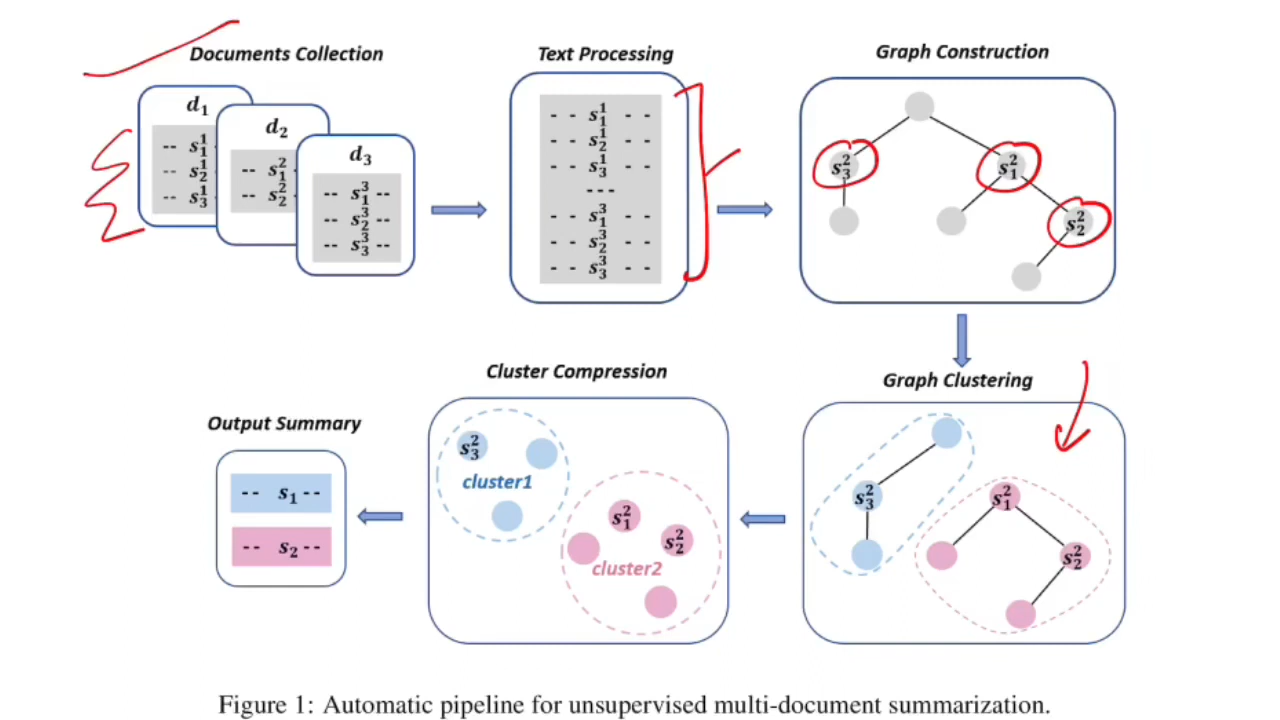 Documents Collection
d₁
-- s₁¹
-- s₂¹
-- s₃¹
d₂
-- s₁²
-- s₂²
d₃
-- s₁³ --
-- s₂³ --
-- s₃³ --
Text Processing
- - s₁¹ - -
- - s₂¹ - -
- - s₃¹ - -
---
- - s₁³ - -
- - s₂³ - -
- - s₃³ - -
Graph Construction
s₃²
s₁²
s₂²
Graph Clustering
s₃²
s₁²
s₂²
Cluster Compression
s₃²
cluster1
s₁²
s₂²
cluster2
Output Summary
-- s₁ --
-- s₂ --
Figure 1: Automatic pipeline for unsupervised multi-document summarization.